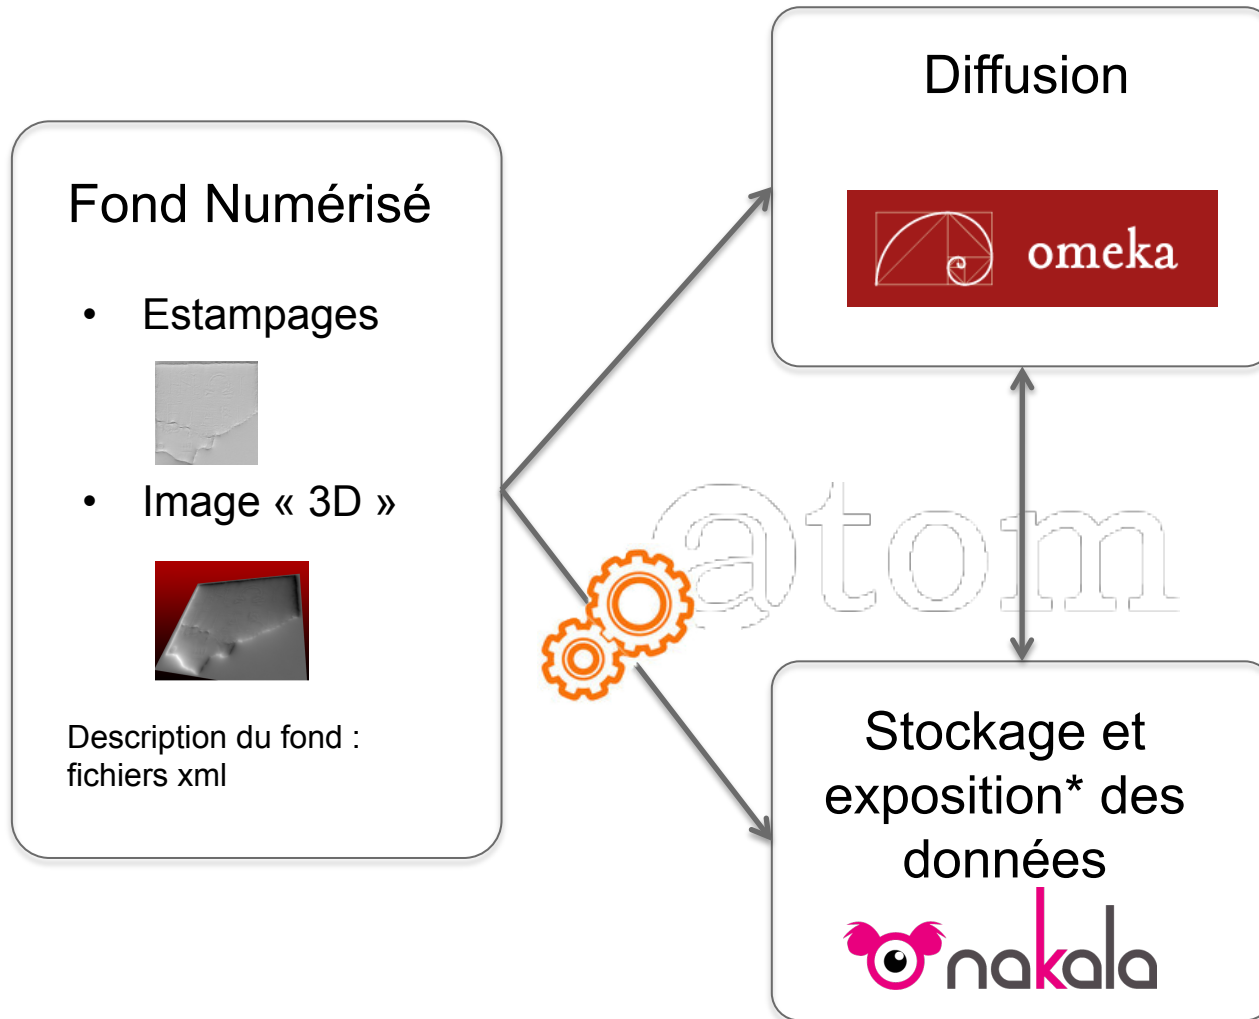 Fond Numérisé
• Estampages
• Image « 3D »
Description du fond :
fichiers xml
Diffusion
omeka
@tom
Stockage et
exposition* des
données
nakala